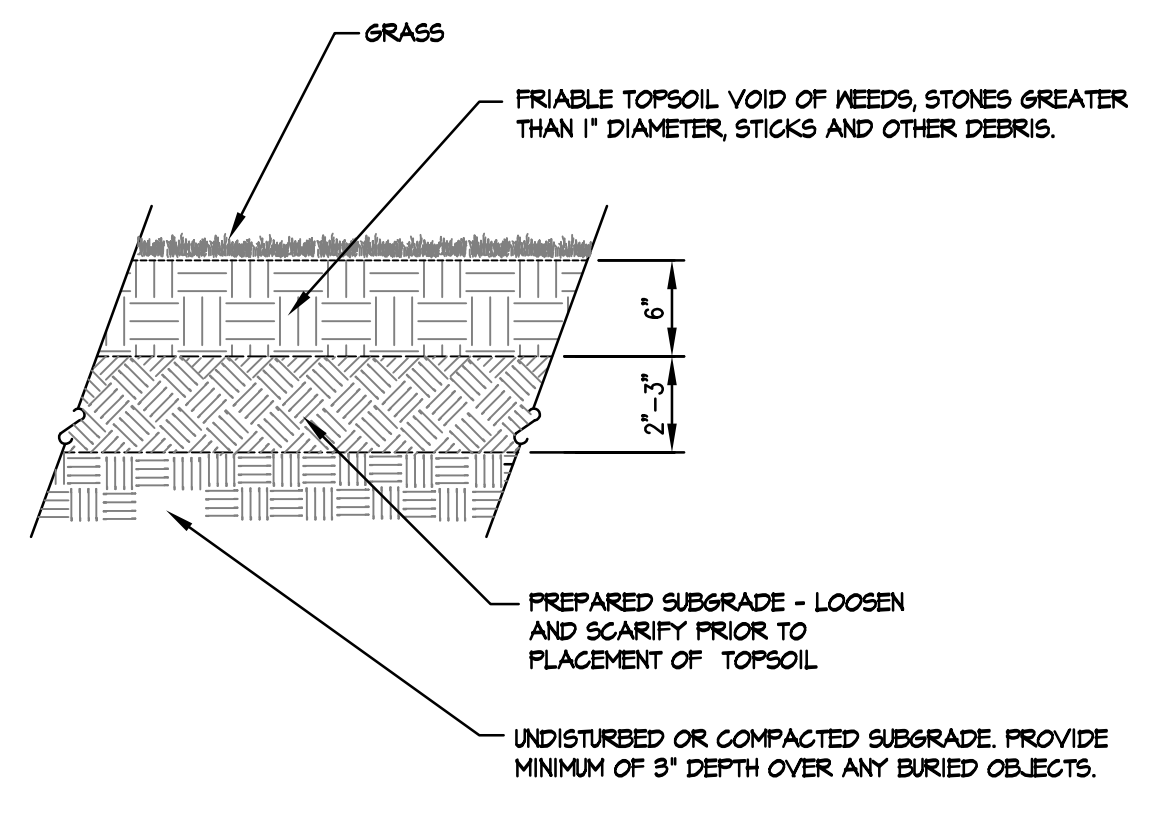 GRASS
FRIABLE TOPSOIL VOID OF WEEDS, STONES GREATER
THAN 1" DIAMETER, STICKS AND OTHER DEBRIS.
6"
2"-3"
PREPARED SUBGRADE - LOOSEN
AND SCARIFY PRIOR TO
PLACEMENT OF TOPSOIL
UNDISTURBED OR COMPACTED SUBGRADE. PROVIDE
MINIMUM OF 3" DEPTH OVER ANY BURIED OBJECTS.